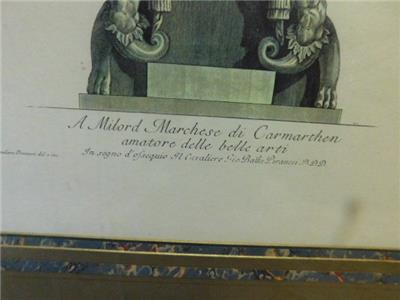 A Milord Marchese di Carmarthen
amatore delle belle arti
In segno d'ossequio Il Cavaliere Gio Batta Piranesi D.D.D.